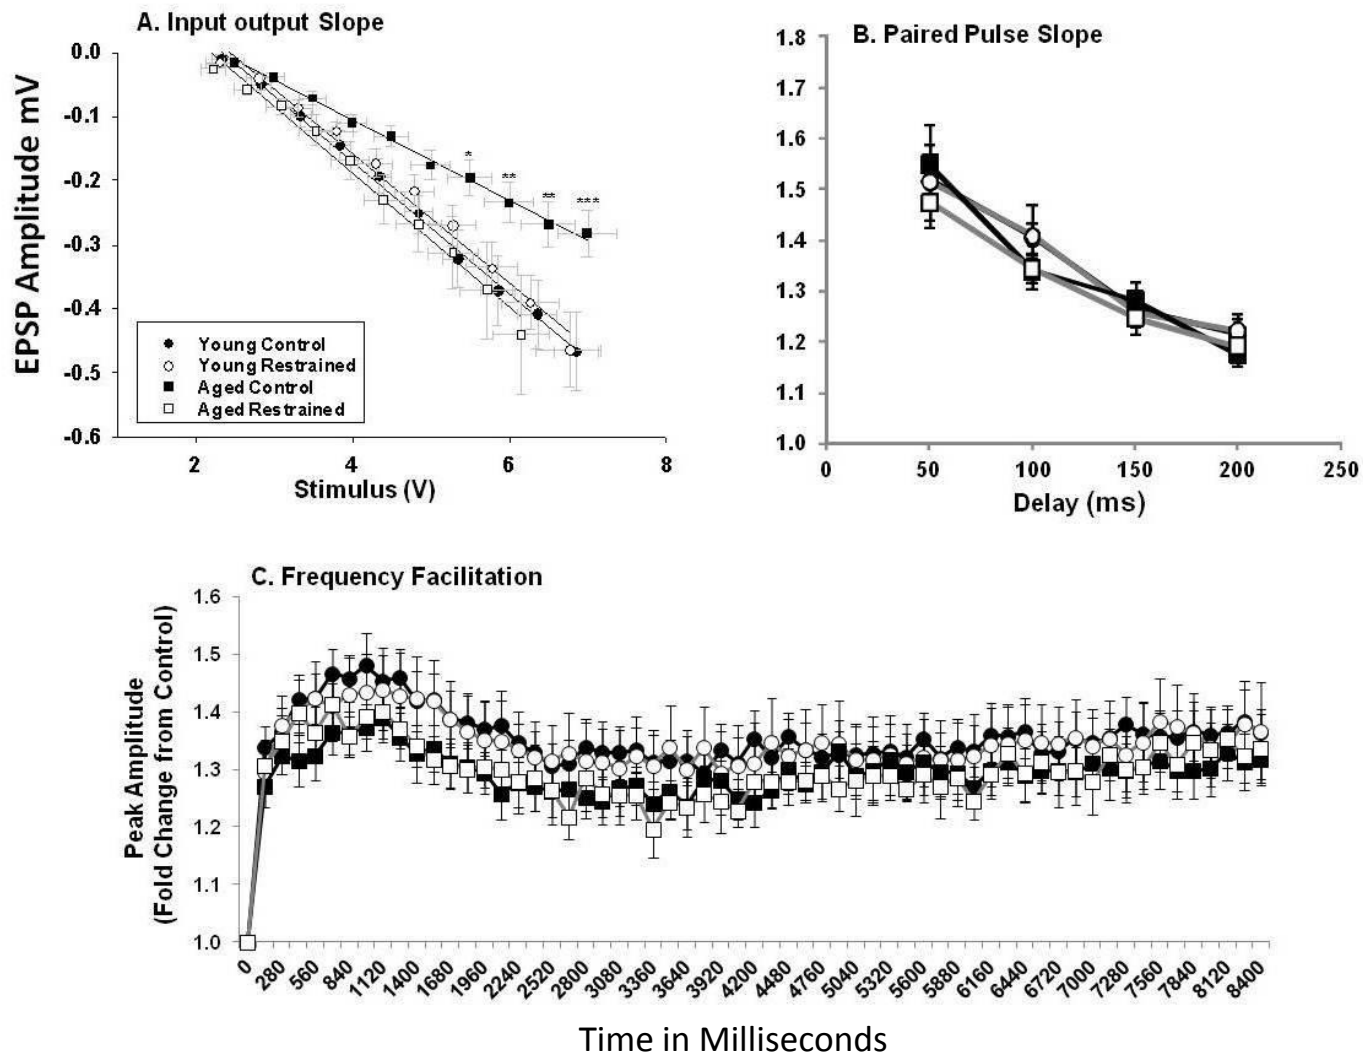 A. Input output Slope
EPSP Amplitude mV
0.0
-0.1
-0.2
-0.3
-0.4
-0.5
-0.6
*
**
**
***
Young Control
Young Restrained
Aged Control
Aged Restrained
2 4 6 8
Stimulus (V)
B. Paired Pulse Slope
1.8
1.7
1.6
1.5
1.4
1.3
1.2
1.1
1.0
0 50 100 150 200 250
Delay (ms)
C. Frequency Facilitation
Peak Amplitude
(Fold Change from Control)
1.6
1.5
1.4
1.3
1.2
1.1
1.0
0 280 560 840 1120 1400 1680 1960 2240 2520 2800 3080 3360 3640 3920 4200 4480 4760 5040 5320 5600 5880 6160 6440 6720 7000 7280 7560 7840 8120 8400
Time in Milliseconds